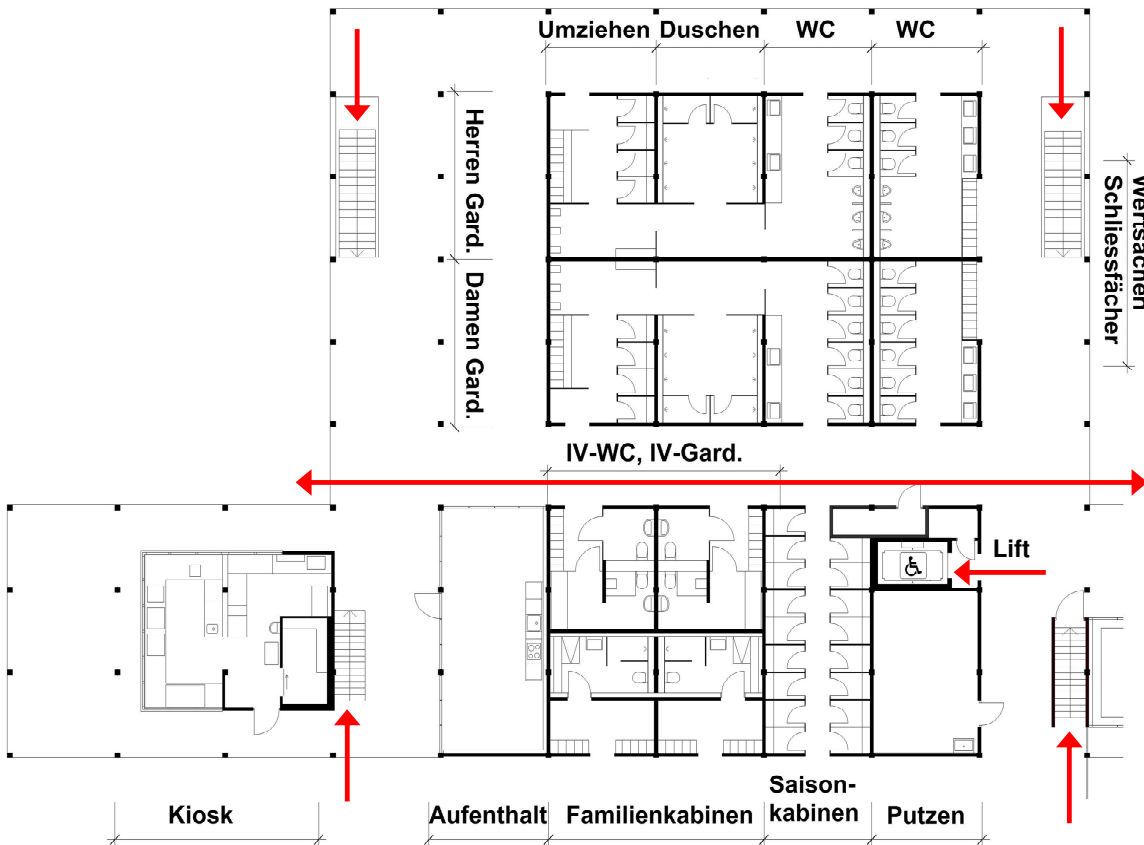 Umziehen
Duschen
WC
WC
Herren Gard.
Damen Gard.
Wertsachen
Schliessfächer
IV-WC, IV-Gard.
Lift
Kiosk
Aufenthalt
Familienkabinen
Saison-
kabinen
Putzen